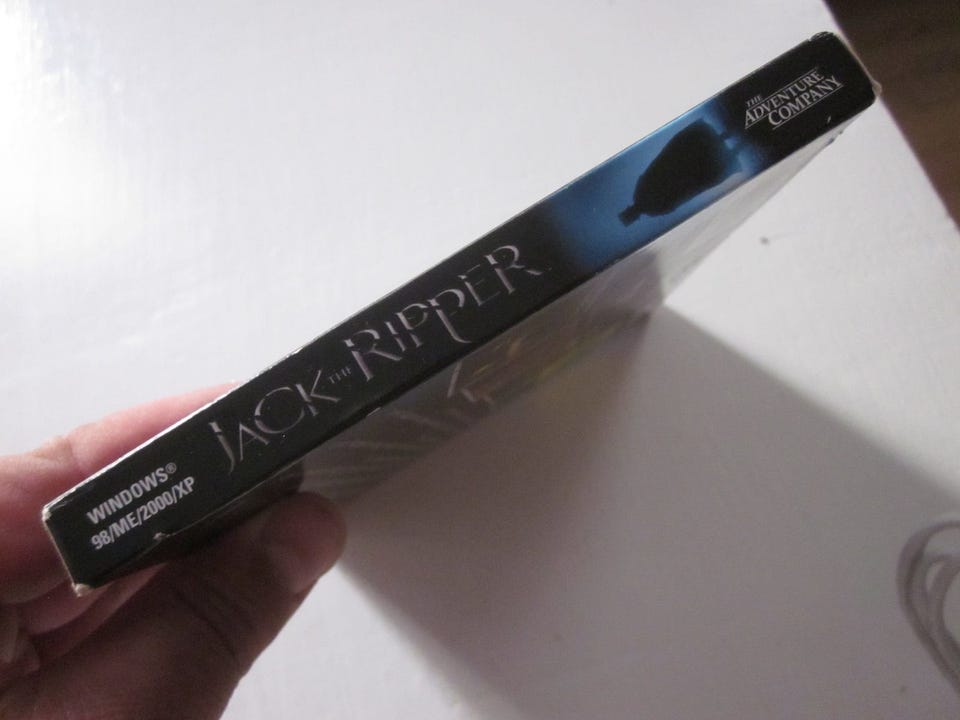 WINDOWS®
98/ME/2000/XP
JACK THE RIPPER
THE
ADVENTURE
COMPANY